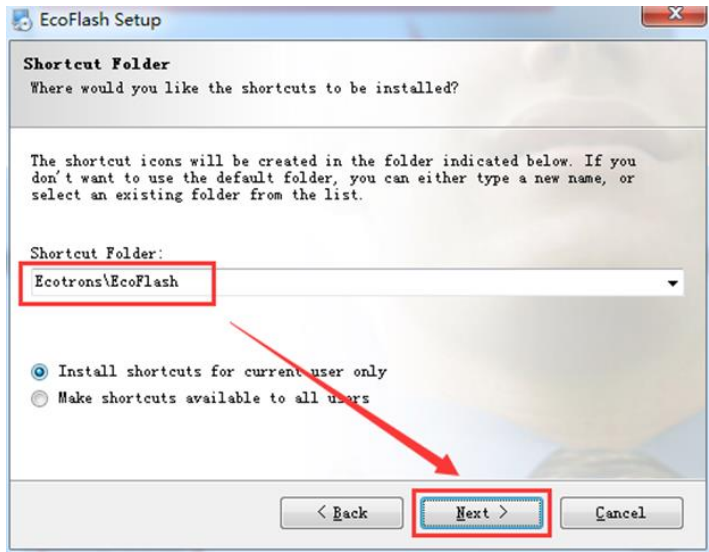 EcoFlash Setup
Shortcut Folder
Where would you like the shortcuts to be installed?
The shortcut icons will be created in the folder indicated below. If you
don't want to use the default folder, you can either type a new name, or
select an existing folder from the list.
Shortcut Folder:
Ecotrons\EcoFlash
Install shortcuts for current user only
Make shortcuts available to all users
< Back
Next >
Cancel